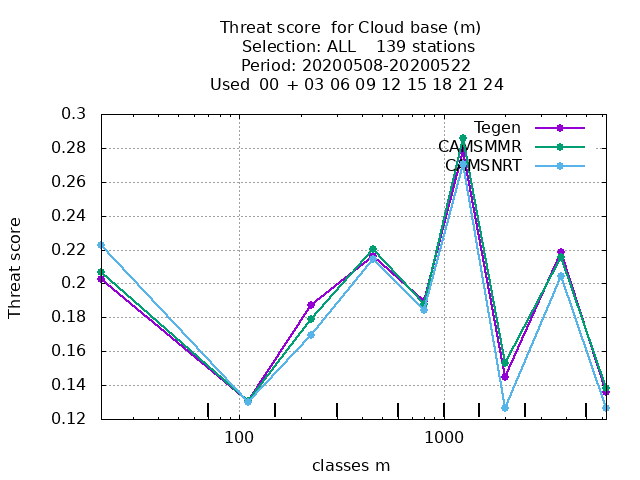 Threat score  for Cloud base (m)
Selection: ALL    139 stations
Period: 20200508-20200522
Used  00 + 03 06 09 12 15 18 21 24
Threat score
0.3
0.28
0.26
0.24
0.22
0.2
0.18
0.16
0.14
0.12
Tegen
CAMSMMR
CAMSNRT
100
1000
classes m